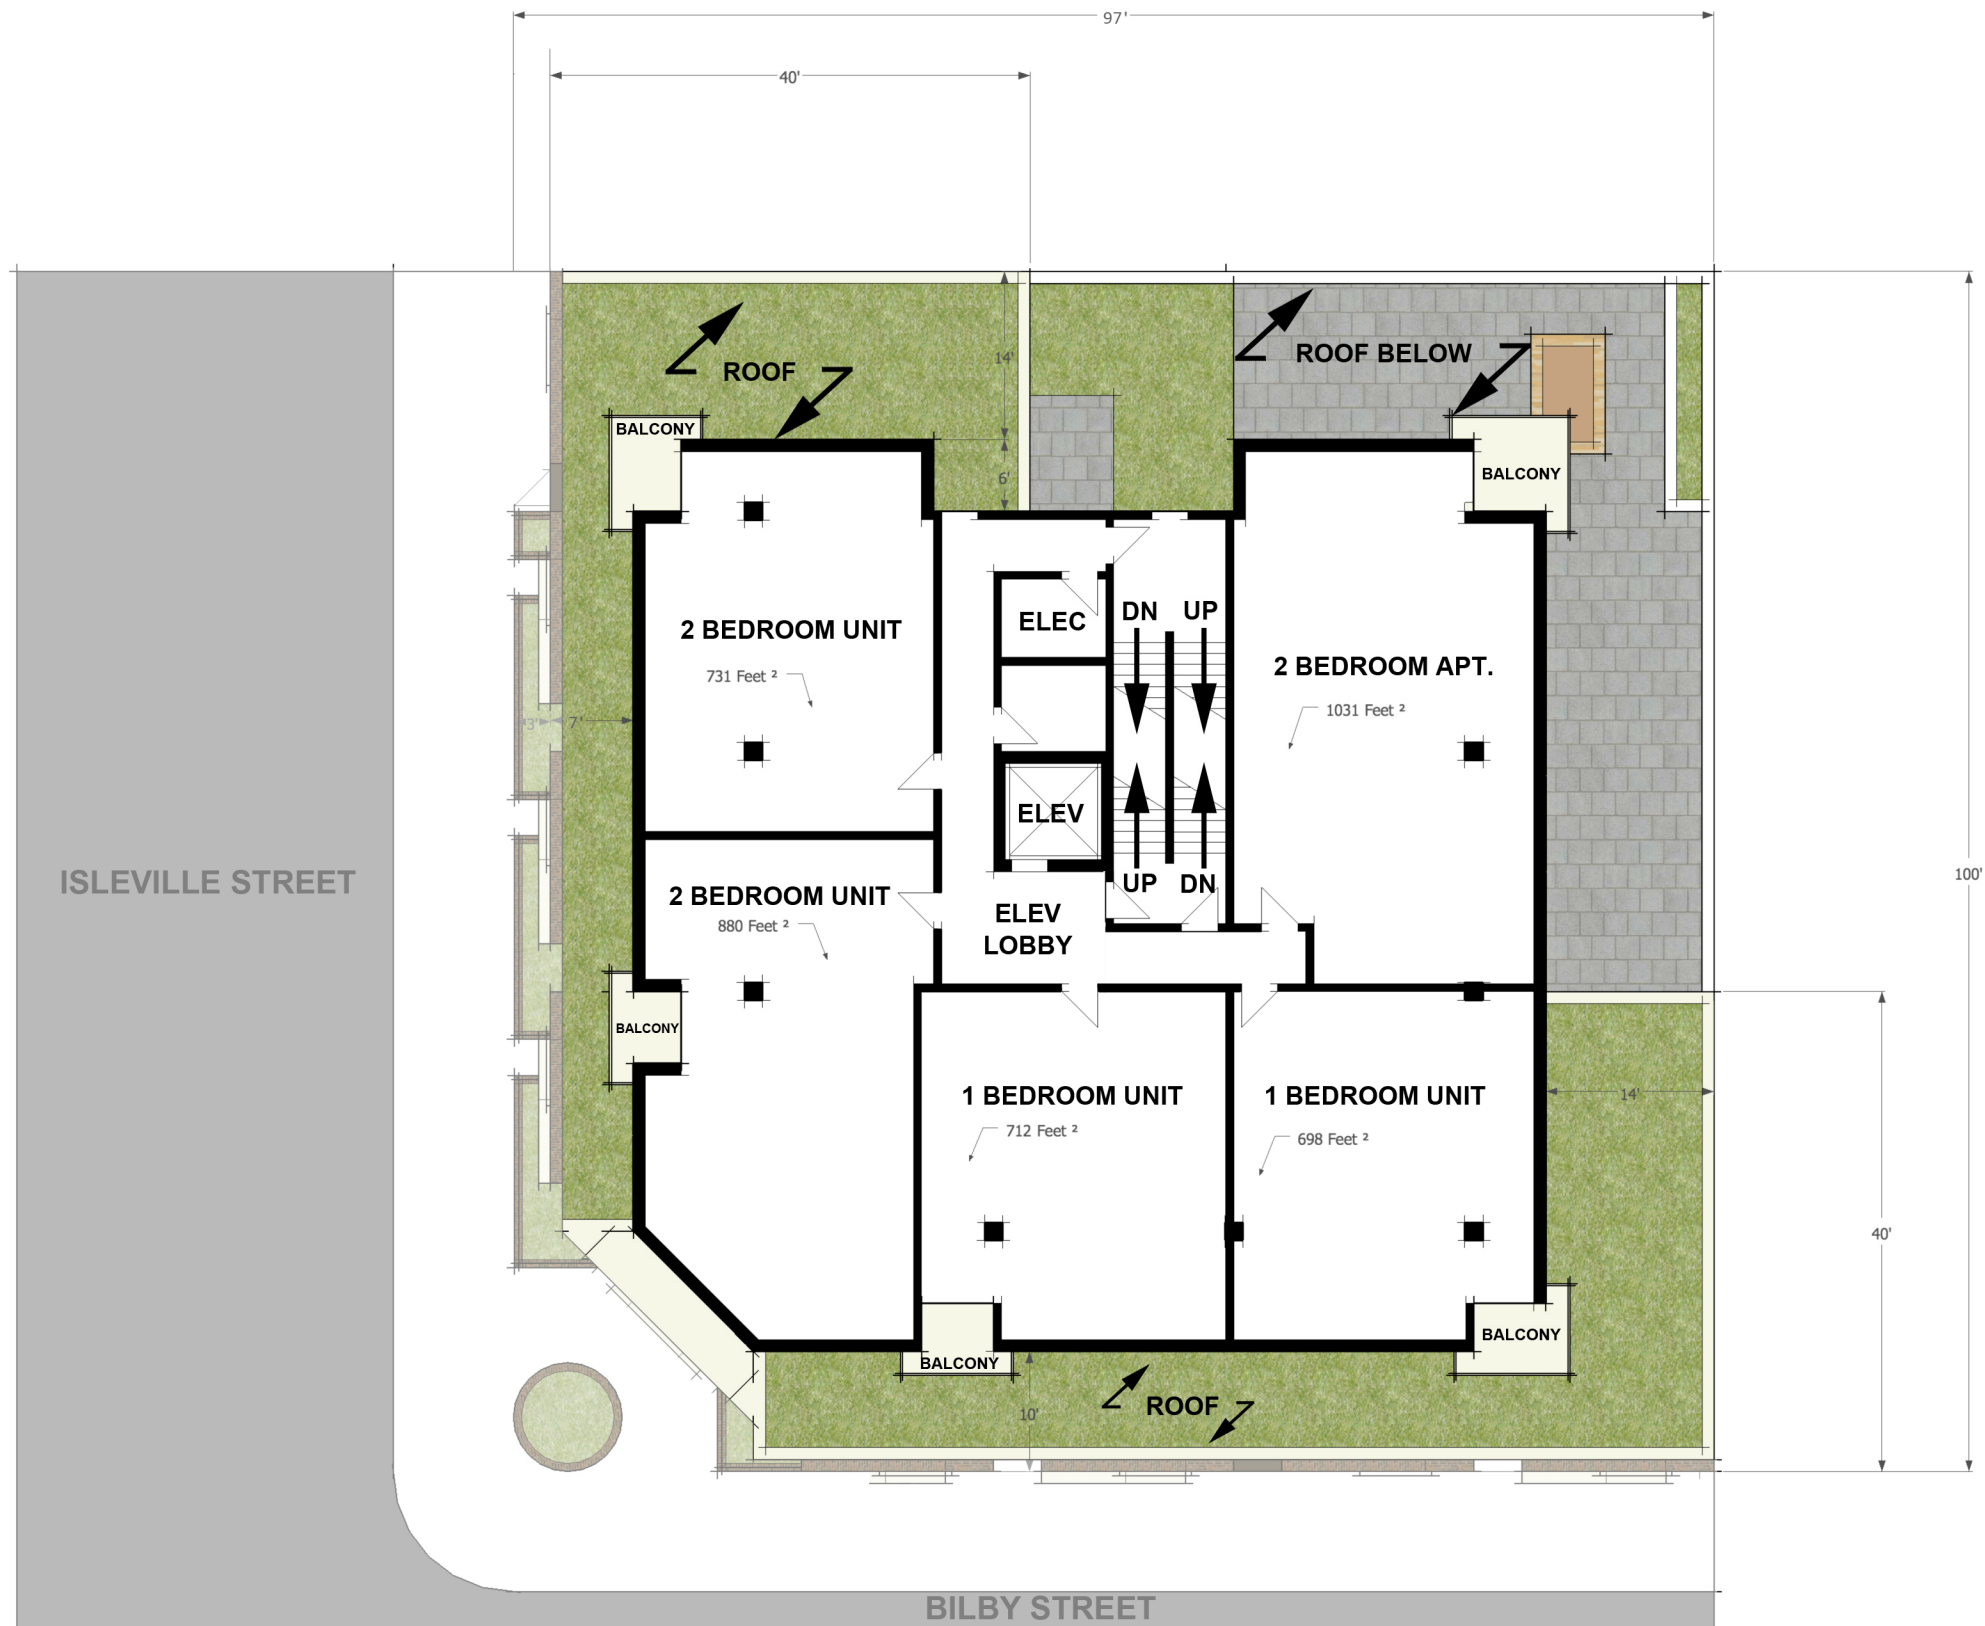 97'
40'
ROOF
ROOF BELOW
14'
BALCONY
BALCONY
6'
2 BEDROOM UNIT
731 Feet ²
ELEC
DN
UP
2 BEDROOM APT.
1031 Feet ²
3'
7'
ELEV
UP
DN
ISLEVILLE STREET
2 BEDROOM UNIT
880 Feet ²
ELEV
LOBBY
100'
BALCONY
1 BEDROOM UNIT
712 Feet ²
1 BEDROOM UNIT
698 Feet ²
14'
40'
BALCONY
BALCONY
ROOF
10'
BILBY STREET